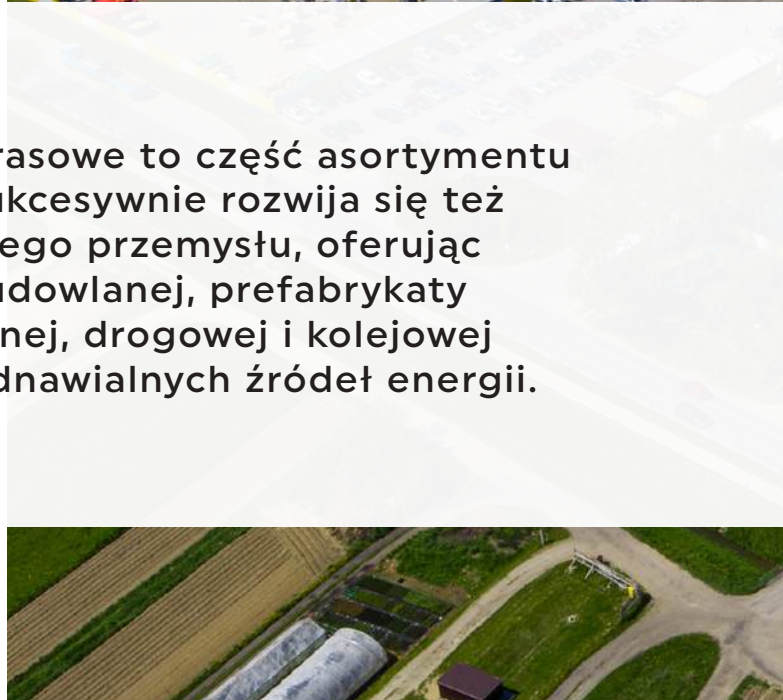 rasowe to część asortymentu
ukcesywnie rozwija się też
ego przemysłu, oferując
udowlanej, prefabrykaty
nej, drogowej i kolejowej
dnawialnych źródeł energii.